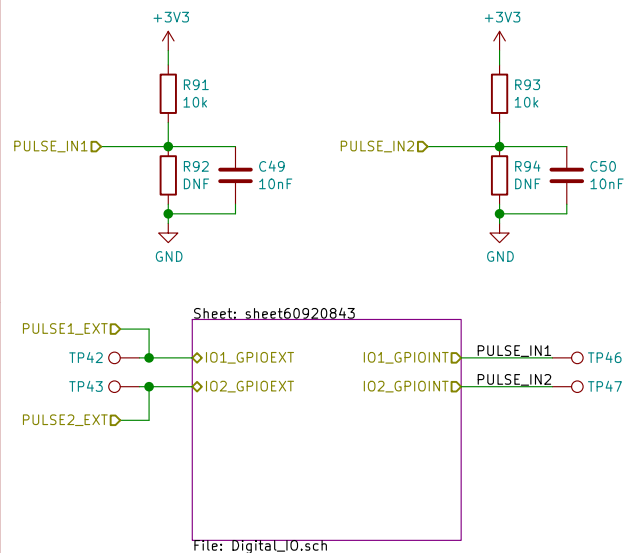 +3V3
R91
10k
PULSE_IN1
R92
DNF
C49
10nF
GND
+3V3
R93
10k
PULSE_IN2
R94
DNF
C50
10nF
GND
Sheet: sheet60920843
PULSE1_EXT
TP42
IO1_GPIOEXT
IO1_GPIOINT
PULSE_IN1
TP46
TP43
IO2_GPIOEXT
IO2_GPIOINT
PULSE_IN2
TP47
PULSE2_EXT
File: Digital_IO.sch